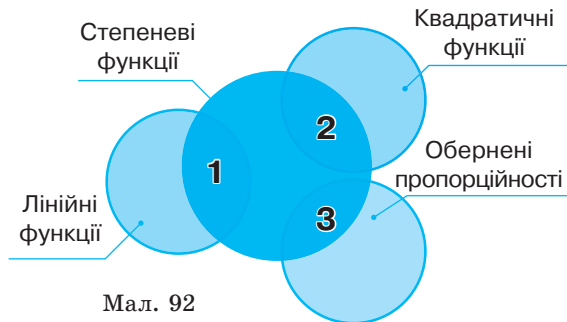 Степеневі
функції
Квадратичні
функції
1
2
3
Обернені
пропорційності
Лінійні
функції
Мал. 92